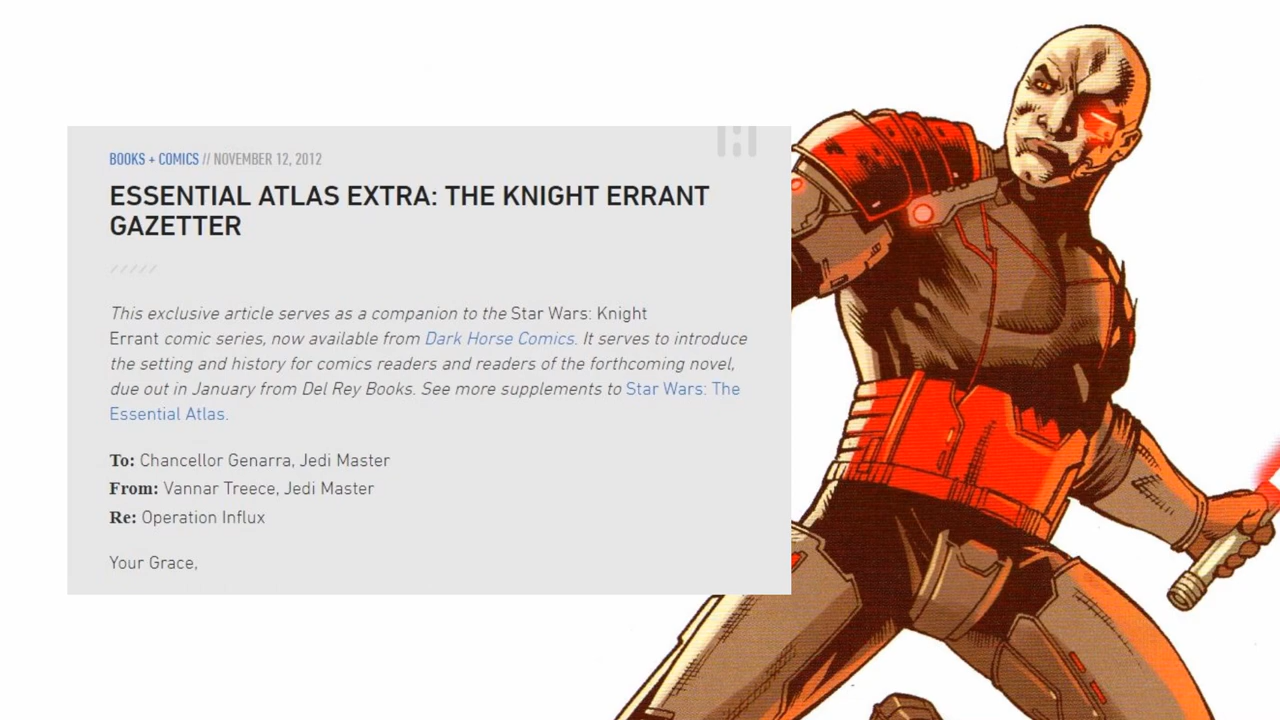 BOOKS + COMICS // NOVEMBER 12, 2012
ESSENTIAL ATLAS EXTRA: THE KNIGHT ERRANT
GAZETTER
/////
This exclusive article serves as a companion to the Star Wars: Knight
Errant comic series, now available from Dark Horse Comics. It serves to introduce
the setting and history for comics readers and readers of the forthcoming novel,
due out in January from Del Rey Books. See more supplements to Star Wars: The
Essential Atlas.
To: Chancellor Genarra, Jedi Master
From: Vannar Treece, Jedi Master
Re: Operation Influx
Your Grace,